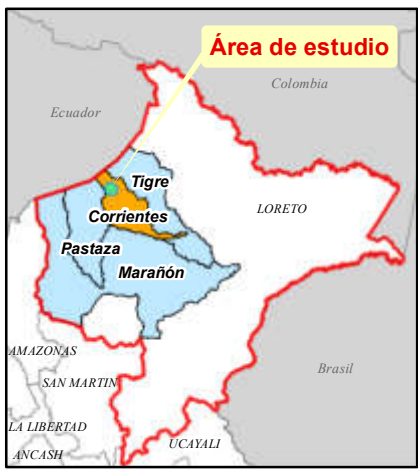 Área de estudio
Colombia
Ecuador
Tigre
LORETO
Corrientes
Pastaza
Marañón
AMAZONAS
Brasil
SAN MARTIN
LA LIBERTAD
UCAYALI
ANCASH